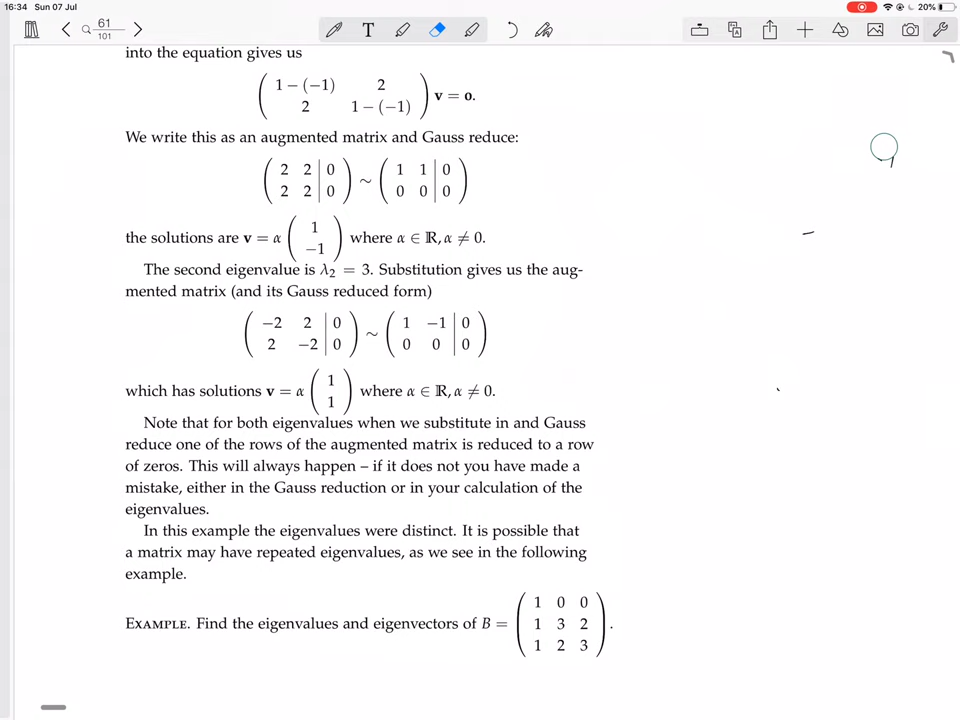 16:34 Sun 07 Jul
20%
61
101
T
into the equation gives us
( 1 − (−1) 2
2 1 − (−1) ) v = o.
We write this as an augmented matrix and Gauss reduce:
( 2 2 | 0
2 2 | 0 ) ∼ ( 1 1 | 0
0 0 | 0 )
the solutions are v = α ( 1
−1 ) where α ∈ ℝ, α ≠ 0.
The second eigenvalue is λ₂ = 3. Substitution gives us the aug-
mented matrix (and its Gauss reduced form)
( −2 2 | 0
2 −2 | 0 ) ∼ ( 1 −1 | 0
0 0 | 0 )
which has solutions v = α ( 1
1 ) where α ∈ ℝ, α ≠ 0.
Note that for both eigenvalues when we substitute in and Gauss
reduce one of the rows of the augmented matrix is reduced to a row
of zeros. This will always happen – if it does not you have made a
mistake, either in the Gauss reduction or in your calculation of the
eigenvalues.
In this example the eigenvalues were distinct. It is possible that
a matrix may have repeated eigenvalues, as we see in the following
example.
EXAMPLE. Find the eigenvalues and eigenvectors of B = ( 1 0 0
1 3 2
1 2 3 ).